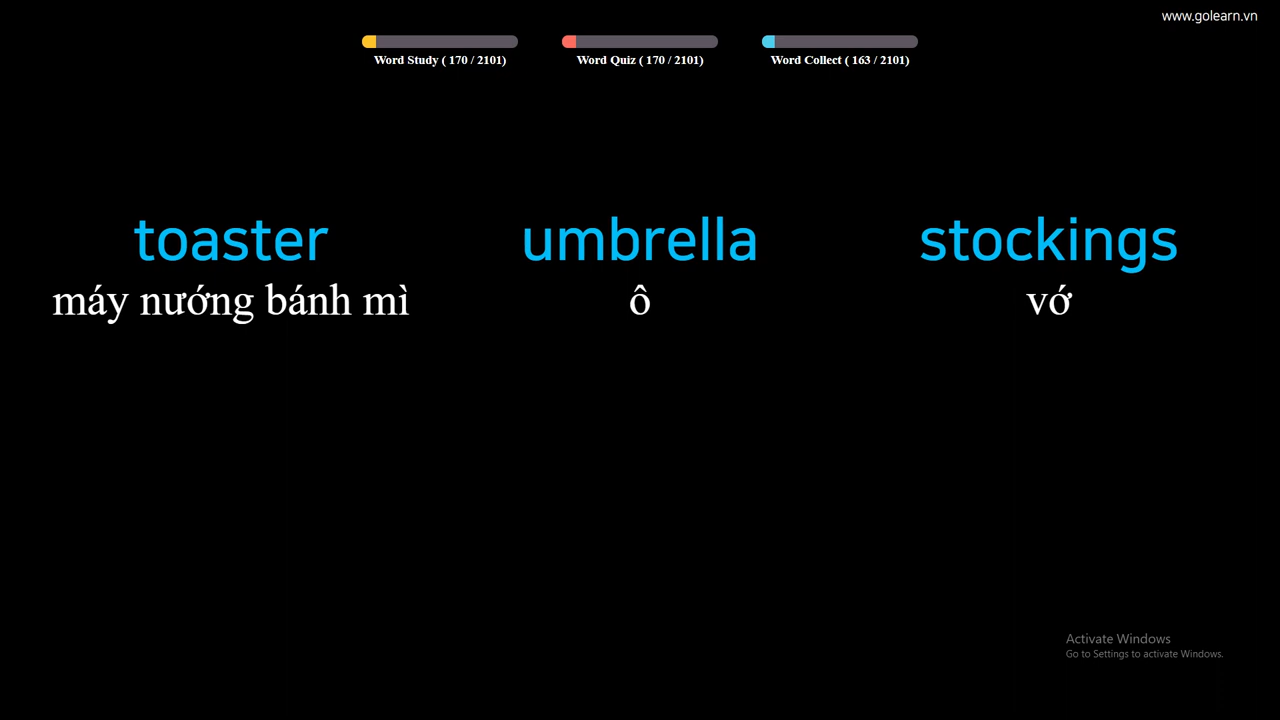 www.golearn.vn
Word Study ( 170 / 2101)
Word Quiz ( 170 / 2101)
Word Collect ( 163 / 2101)
toaster
máy nướng bánh mì
umbrella
ô
stockings
vớ
Activate Windows
Go to Settings to activate Windows.